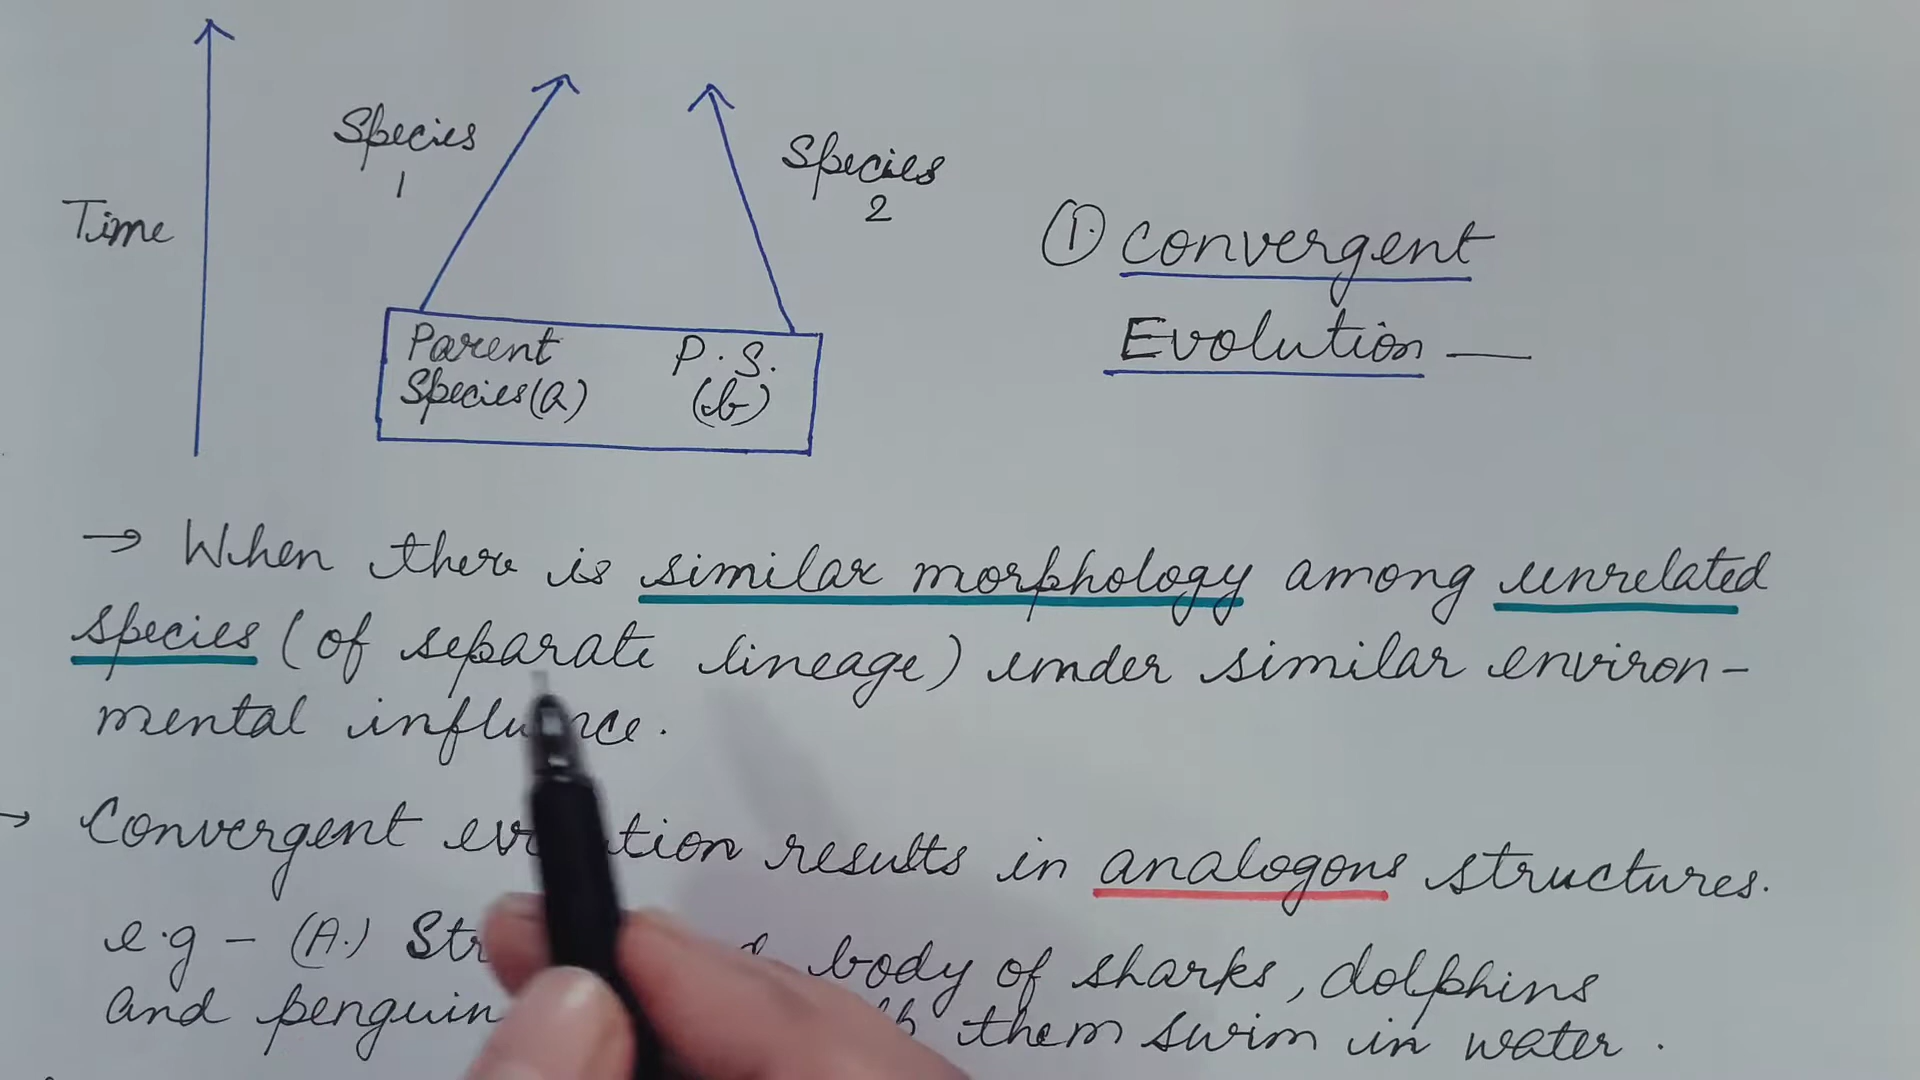 Species
1
Species
2
Time
① Convergent
Evolution —
Parent P.S.
Species(a) (b)
→ When there is similar morphology among unrelated
species (of separate lineage) under similar environ-
mental influence.
→ Convergent evolution results in analogous structures.
e.g - (A.) body of sharks, dolphins
and them swim in water.